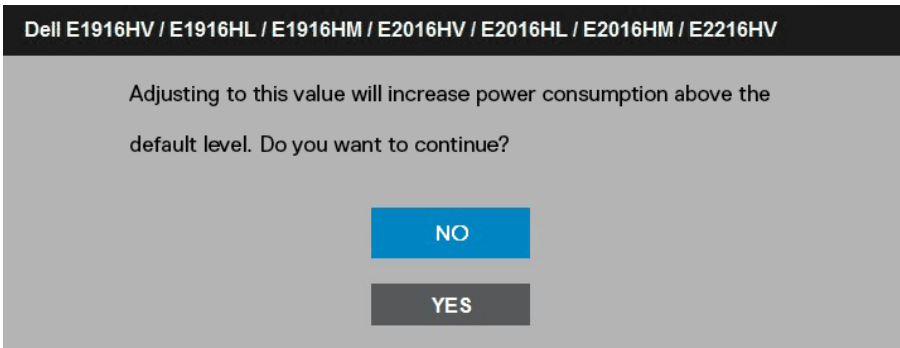 Dell E1916HV / E1916HL / E1916HM / E2016HV / E2016HL / E2016HM / E2216HV
Adjusting to this value will increase power consumption above the
default level. Do you want to continue?
NO
YES